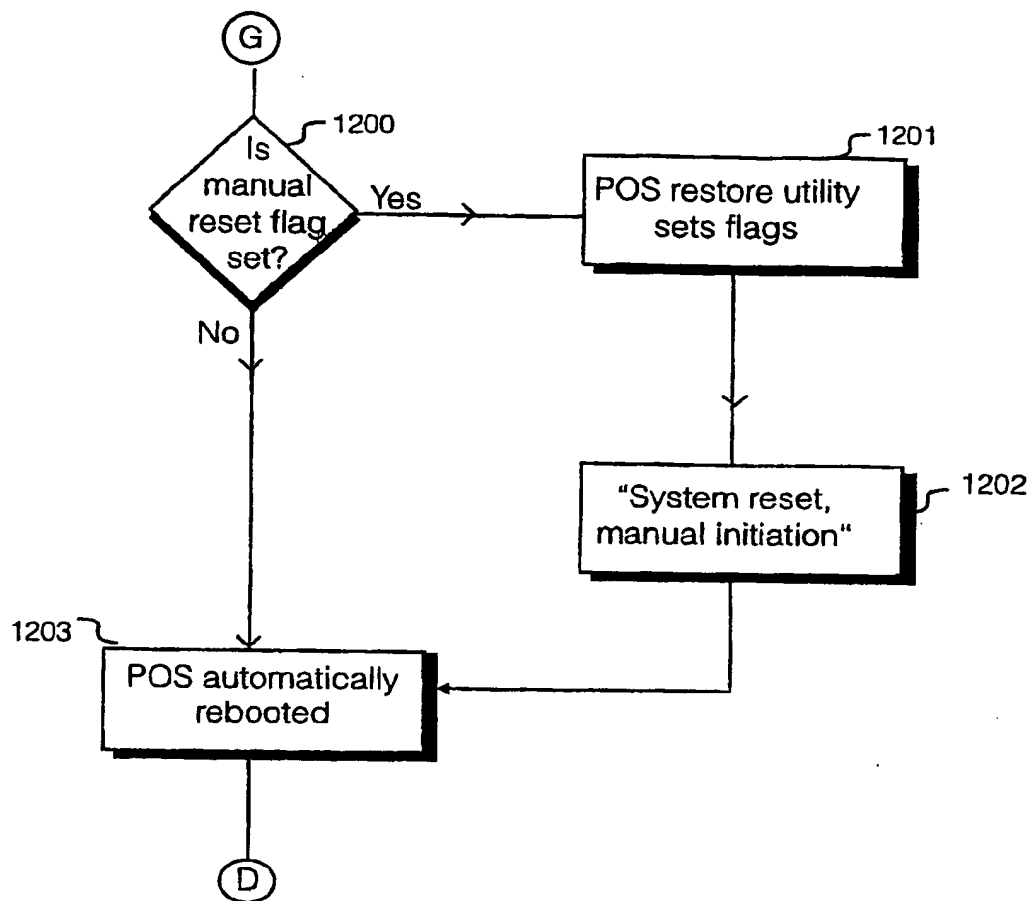 G
1200
Is
manual
reset flag
set?
Yes
No
1201
POS restore utility
sets flags
1202
“System reset,
manual initiation“
1203
POS automatically
rebooted
D